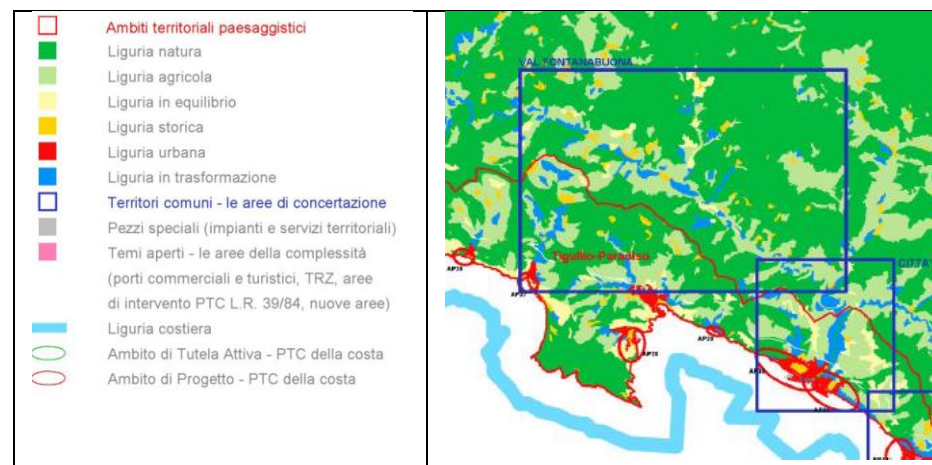 Ambiti territoriali paesaggistici
Liguria natura
Liguria agricola
Liguria in equilibrio
Liguria storica
Liguria urbana
Liguria in trasformazione
Territori comuni - le aree di concertazione
Pezzi speciali (impianti e servizi territoriali)
Temi aperti - le aree della complessità
(porti commerciali e turistici, TRZ, aree
di intervento PTC L.R. 39/84, nuove aree)
Liguria costiera
Ambito di Tutela Attiva - PTC della costa
Ambito di Progetto - PTC della costa
VAL FONTANABUONA
Tigullio-Paradiso
CITTA'